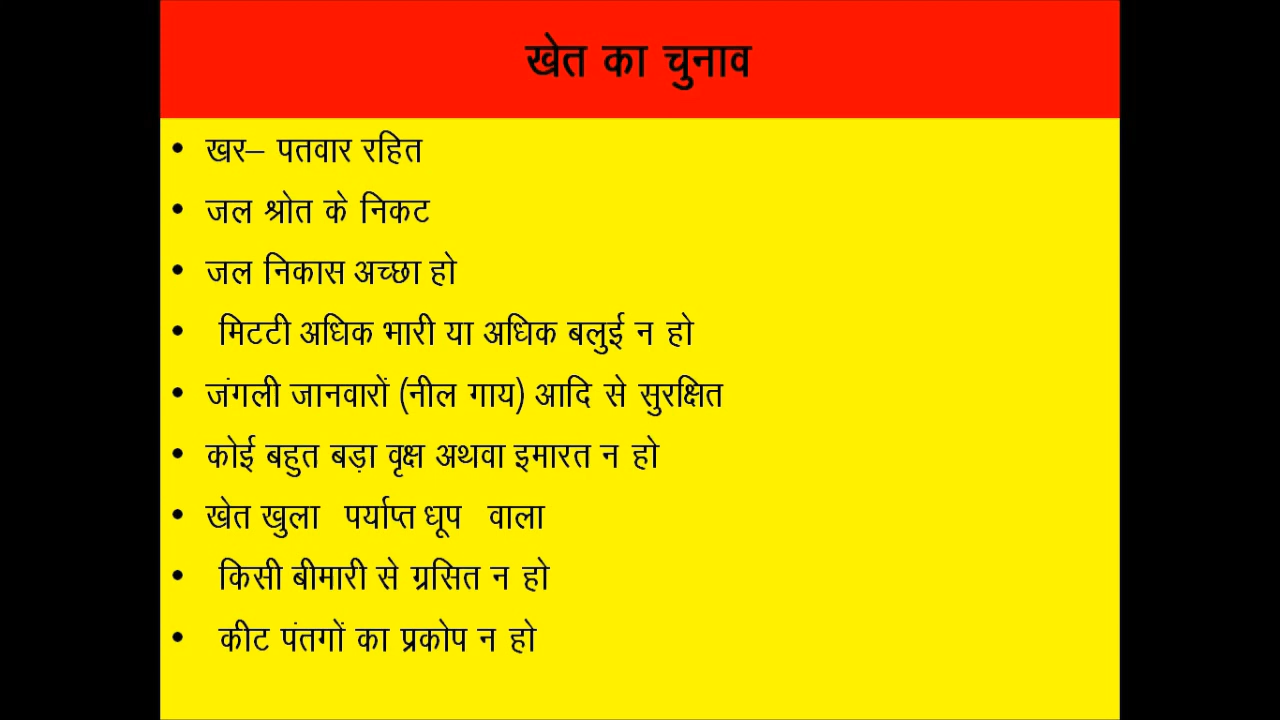 खेत का चुनाव
• खर– पतवार रहित
• जल श्रोत के निकट
• जल निकास अच्छा हो
• मिटटी अधिक भारी या अधिक बलुई न हो
• जंगली जानवारों (नील गाय) आदि से सुरक्षित
• कोई बहुत बड़ा वृक्ष अथवा इमारत न हो
• खेत खुला पर्याप्त धूप वाला
• किसी बीमारी से ग्रसित न हो
• कीट पंतगों का प्रकोप न हो